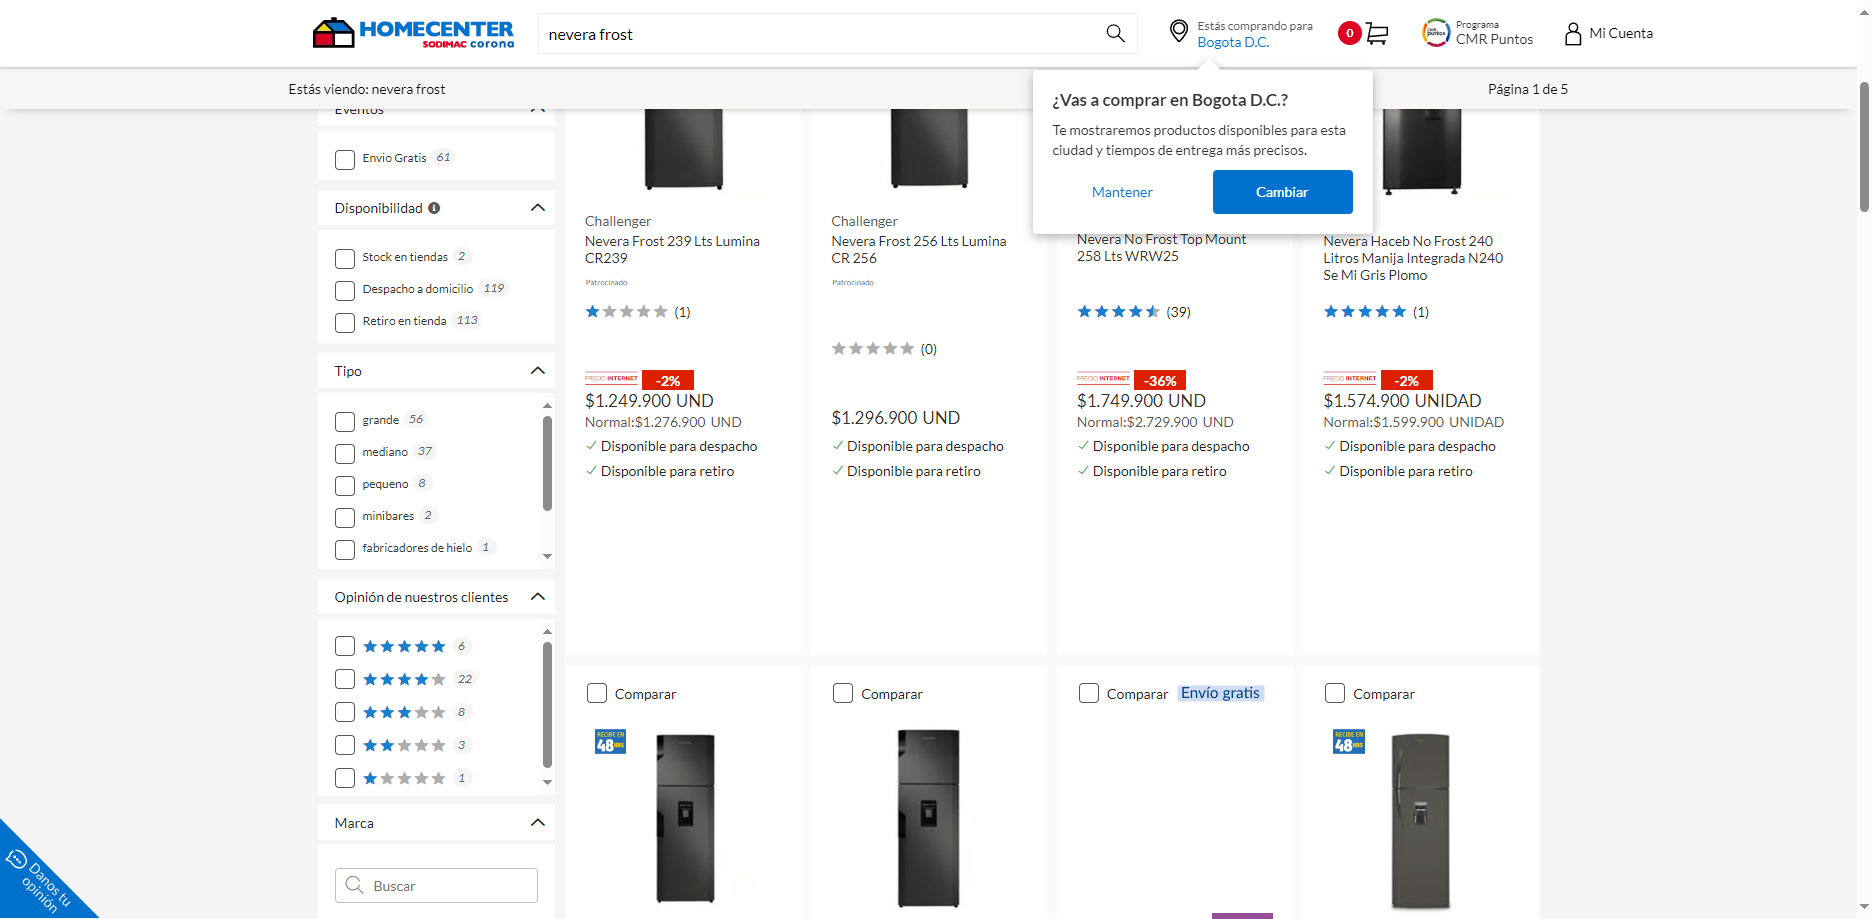 HOMECENTER
SODIMAC corona
nevera frost
Estás comprando para
Bogota D.C.
0
Programa
CMR Puntos
Mi Cuenta
Estás viendo: nevera frost
Página 1 de 5
¿Vas a comprar en Bogota D.C.?
Te mostraremos productos disponibles para esta
ciudad y tiempos de entrega más precisos.
Mantener
Cambiar
Eventos
Envio Gratis 61
Disponibilidad
Stock en tiendas 2
Despacho a domicilio 119
Retiro en tienda 113
Tipo
grande 56
mediano 37
pequeno 8
minibares 2
fabricadores de hielo 1
Opinión de nuestros clientes
6
22
8
3
1
Marca
Buscar
Danos tu
opinión
Challenger
Nevera Frost 239 Lts Lumina
CR239
Patrocinado
(1)
PRECIO INTERNET -2%
$1.249.900 UND
Normal:$1.276.900 UND
Disponible para despacho
Disponible para retiro
Challenger
Nevera Frost 256 Lts Lumina
CR 256
Patrocinado
(0)
$1.296.900 UND
Disponible para despacho
Disponible para retiro
Nevera No Frost Top Mount
258 Lts WRW25
(39)
PRECIO INTERNET -36%
$1.749.900 UND
Normal:$2.729.900 UND
Disponible para despacho
Disponible para retiro
Nevera Haceb No Frost 240
Litros Manija Integrada N240
Se Mi Gris Plomo
(1)
PRECIO INTERNET -2%
$1.574.900 UNIDAD
Normal:$1.599.900 UNIDAD
Disponible para despacho
Disponible para retiro
Comparar
RECIBE EN
48 HRS
Comparar
Comparar Envío gratis
Comparar
RECIBE EN
48 HRS